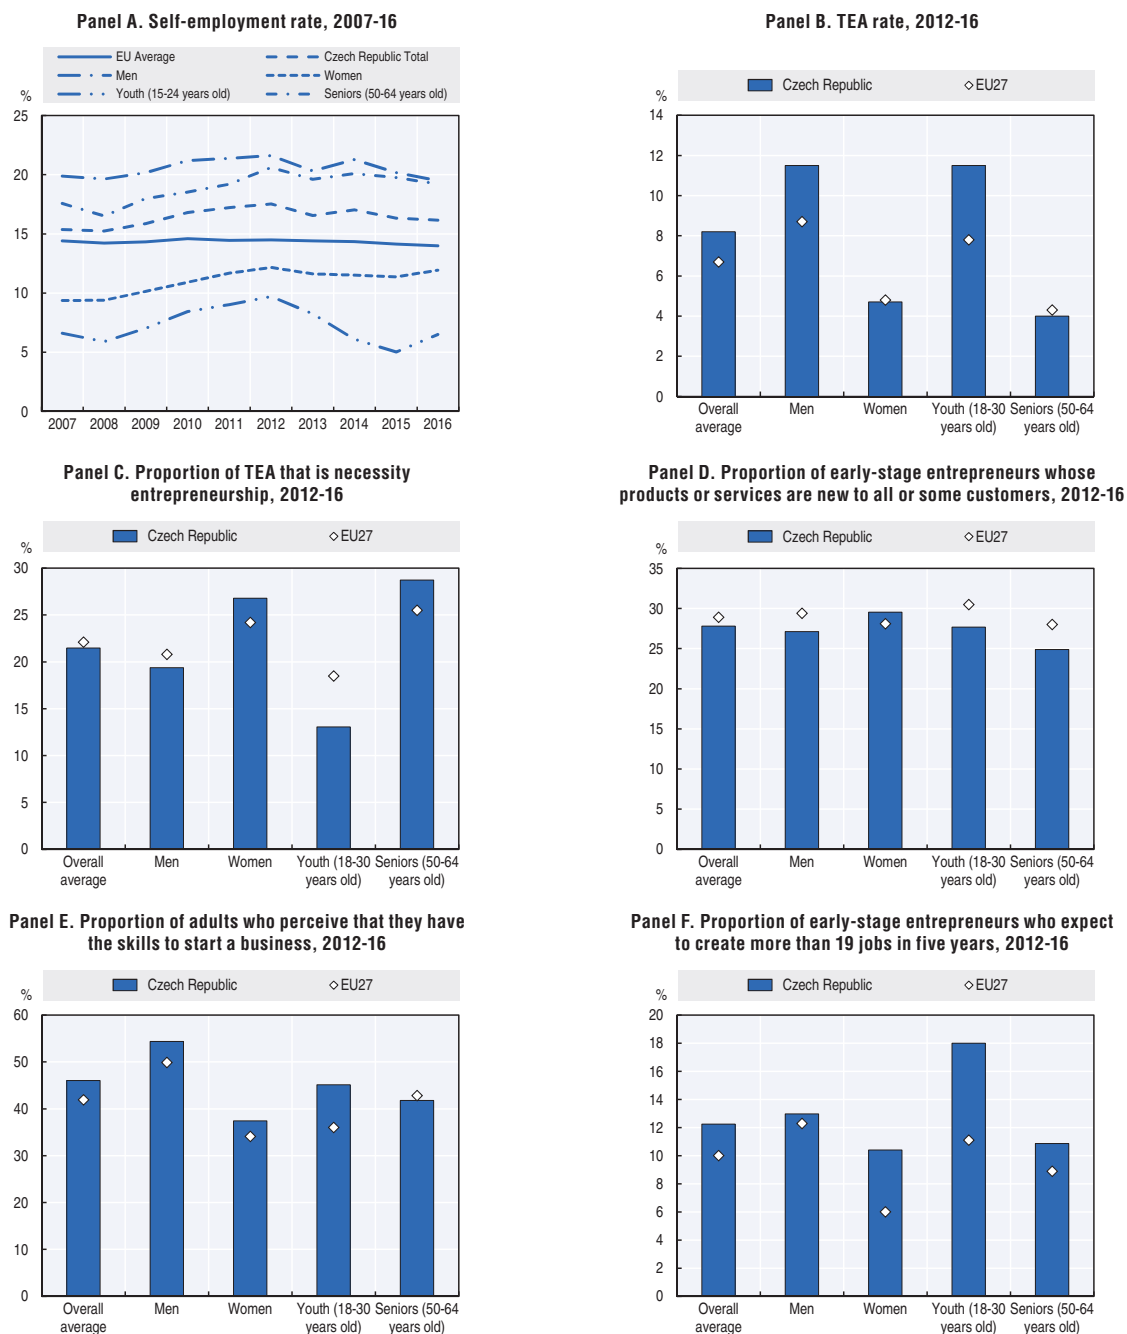 Panel A. Self-employment rate, 2007-16
EU Average
Czech Republic Total
Men
Women
Youth (15-24 years old)
Seniors (50-64 years old)
%
25
20
15
10
5
0
2007 2008 2009 2010 2011 2012 2013 2014 2015 2016
Panel B. TEA rate, 2012-16
Czech Republic
EU27
%
14
12
10
8
6
4
2
0
Overall Men Women Youth (18-30 Seniors (50-64
average years old) years old)
Panel C. Proportion of TEA that is necessity
entrepreneurship, 2012-16
Czech Republic
EU27
%
30
25
20
15
10
5
0
Overall Men Women Youth (18-30 Seniors (50-64
average years old) years old)
Panel D. Proportion of early-stage entrepreneurs whose
products or services are new to all or some customers, 2012-16
Czech Republic
EU27
%
35
30
25
20
15
10
5
0
Overall Men Women Youth (18-30 Seniors (50-64
average years old) years old)
Panel E. Proportion of adults who perceive that they have
the skills to start a business, 2012-16
Czech Republic
EU27
%
60
50
40
30
20
10
0
Overall Men Women Youth (18-30 Seniors (50-64
average years old) years old)
Panel F. Proportion of early-stage entrepreneurs who expect
to create more than 19 jobs in five years, 2012-16
Czech Republic
EU27
%
20
18
16
14
12
10
8
6
4
2
0
Overall Men Women Youth (18-30 Seniors (50-64
average years old) years old)